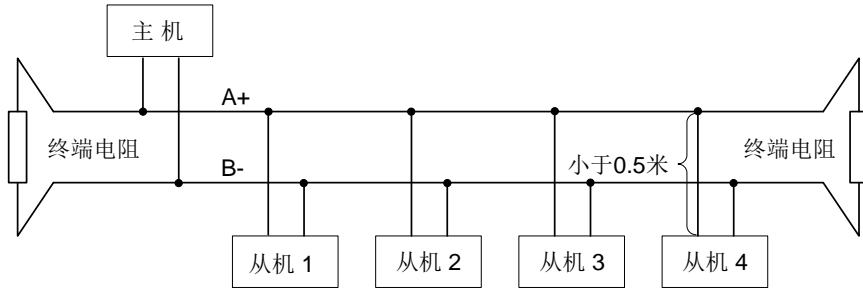 主 机
A+
终端电阻
小于0.5米
终端电阻
B-
从机 1
从机 2
从机 3
从机 4